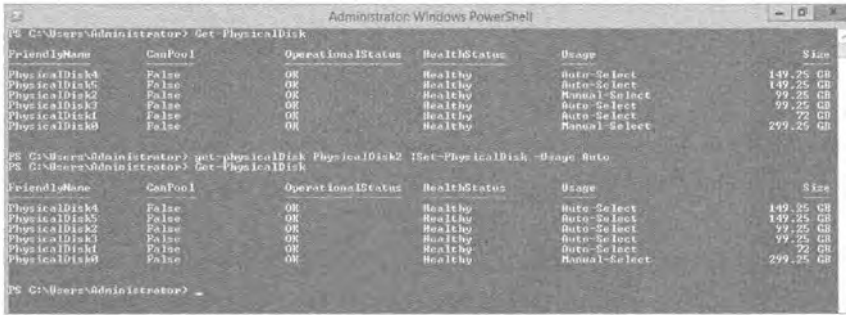 Administrator: Windows PowerShell
PS C:\Users\Administrator> Get-PhysicalDisk
FriendlyName CanPool OperationalStatus HealthStatus Usage Size
PhysicalDisk4 False OK Healthy Auto-Select 149.25 GB
PhysicalDisk5 False OK Healthy Auto-Select 149.25 GB
PhysicalDisk2 False OK Healthy Manual-Select 99.25 GB
PhysicalDisk3 False OK Healthy Auto-Select 99.25 GB
PhysicalDisk1 False OK Healthy Auto-Select 72 GB
PhysicalDisk0 False OK Healthy Manual-Select 299.25 GB
PS C:\Users\Administrator> get-physicalDisk PhysicalDisk2 |Set-PhysicalDisk -Usage Auto
PS C:\Users\Administrator> Get-PhysicalDisk
FriendlyName CanPool OperationalStatus HealthStatus Usage Size
PhysicalDisk4 False OK Healthy Auto-Select 149.25 GB
PhysicalDisk5 False OK Healthy Auto-Select 149.25 GB
PhysicalDisk2 False OK Healthy Auto-Select 99.25 GB
PhysicalDisk3 False OK Healthy Auto-Select 99.25 GB
PhysicalDisk1 False OK Healthy Auto-Select 72 GB
PhysicalDisk0 False OK Healthy Manual-Select 299.25 GB
PS C:\Users\Administrator> _